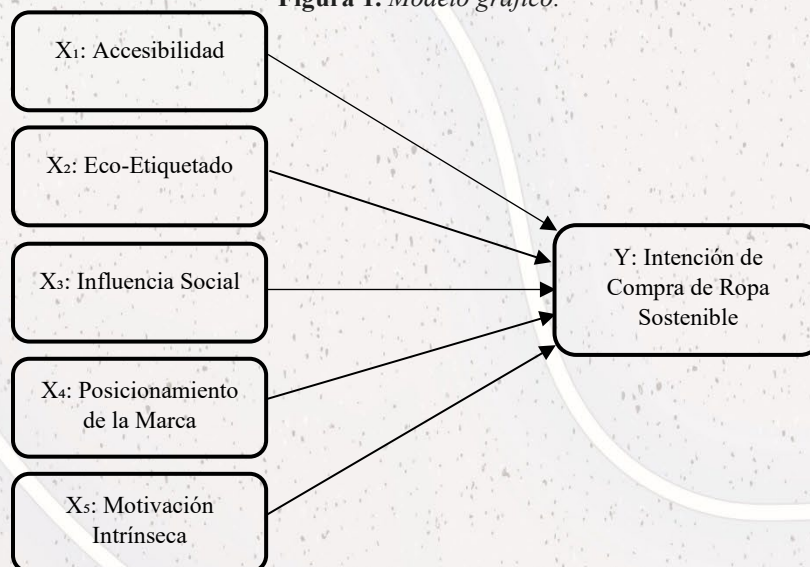 Figura 1. Modelo gráfico.
X₁: Accesibilidad
X₂: Eco-Etiquetado
X₃: Influencia Social
X₄: Posicionamiento
de la Marca
X₅: Motivación
Intrínseca
Y: Intención de
Compra de Ropa
Sostenible